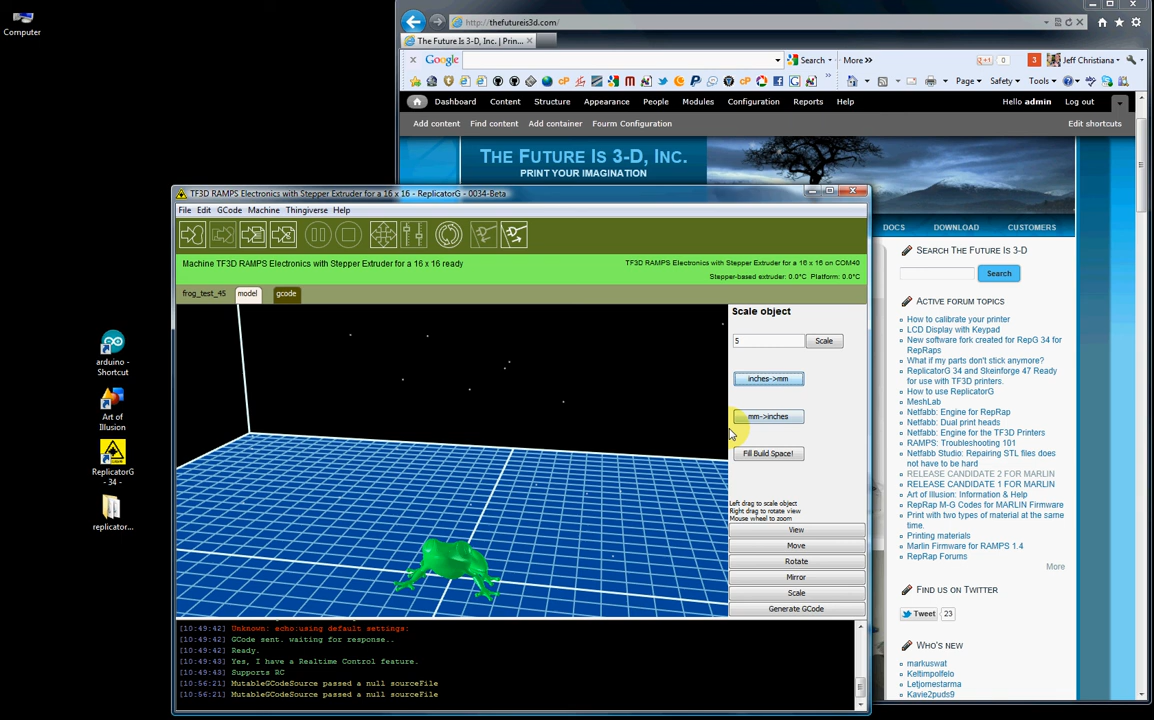 Computer
http://thefutureis3d.com/
The Future Is 3-D, Inc. | Prin...
Google
Search
More »
0
3
Jeff Christiana
Page
Safety
Tools
Dashboard
Content
Structure
Appearance
People
Modules
Configuration
Reports
Help
Hello admin
Log out
Add content
Find content
Add container
Fourm Configuration
Edit shortcuts
THE FUTURE IS 3-D, INC.
PRINT YOUR IMAGINATION
DOCS
DOWNLOAD
CUSTOMERS
TF3D RAMPS Electronics with Stepper Extruder for a 16 x 16 - ReplicatorG - 0034-Beta
File
Edit
GCode
Machine
Thingiverse
Help
Machine TF3D RAMPS Electronics with Stepper Extruder for a 16 x 16 ready
TF3D RAMPS Electronics with Stepper Extruder for a 16 x 16 on COM40
Stepper-based extruder: 0.0°C Platform: 0.0°C
frog_test_45
model
gcode
Scale object
5
Scale
inches->mm
mm->inches
Fill Build Space!
Left drag to scale object
Right drag to rotate view
Mouse wheel to zoom
View
Move
Rotate
Mirror
Scale
Generate GCode
[10:49:42] Unknown: echo:using default settings:
[10:49:42] GCode sent. waiting for response..
[10:49:42] Ready.
[10:49:43] Yes, I have a Realtime Control feature.
[10:49:43] Supports RC
[10:56:21] MutableGCodeSource passed a null sourceFile
[10:56:21] MutableGCodeSource passed a null sourceFile
arduino -
Shortcut
Art of
Illusion
ReplicatorG
- 34 -
replicator...
SEARCH THE FUTURE IS 3-D
Search
ACTIVE FORUM TOPICS
How to calibrate your printer
LCD Display with Keypad
New software fork created for RepG 34 for
RepRaps
What if my parts don't stick anymore?
ReplicatorG 34 and Skeinforge 47 Ready
for use with TF3D printers.
How to use ReplicatorG
MeshLab
Netfabb: Engine for RepRap
Netfabb: Dual print heads
Netfabb: Engine for the TF3D Printers
RAMPS: Troubleshooting 101
Netfabb Studio: Repairing STL files does
not have to be hard
RELEASE CANDIDATE 2 FOR MARLIN
RELEASE CANDIDATE 1 FOR MARLIN
Art of Illusion: Information & Help
RepRap M-G Codes for MARLIN Firmware
Print with two types of material at the same
time.
Printing materials
Marlin Firmware for RAMPS 1.4
RepRap Forums
More
FIND US ON TWITTER
Tweet
23
WHO'S NEW
markuswat
Keltimpolfelo
Letjornestarma
Kavie2puds9